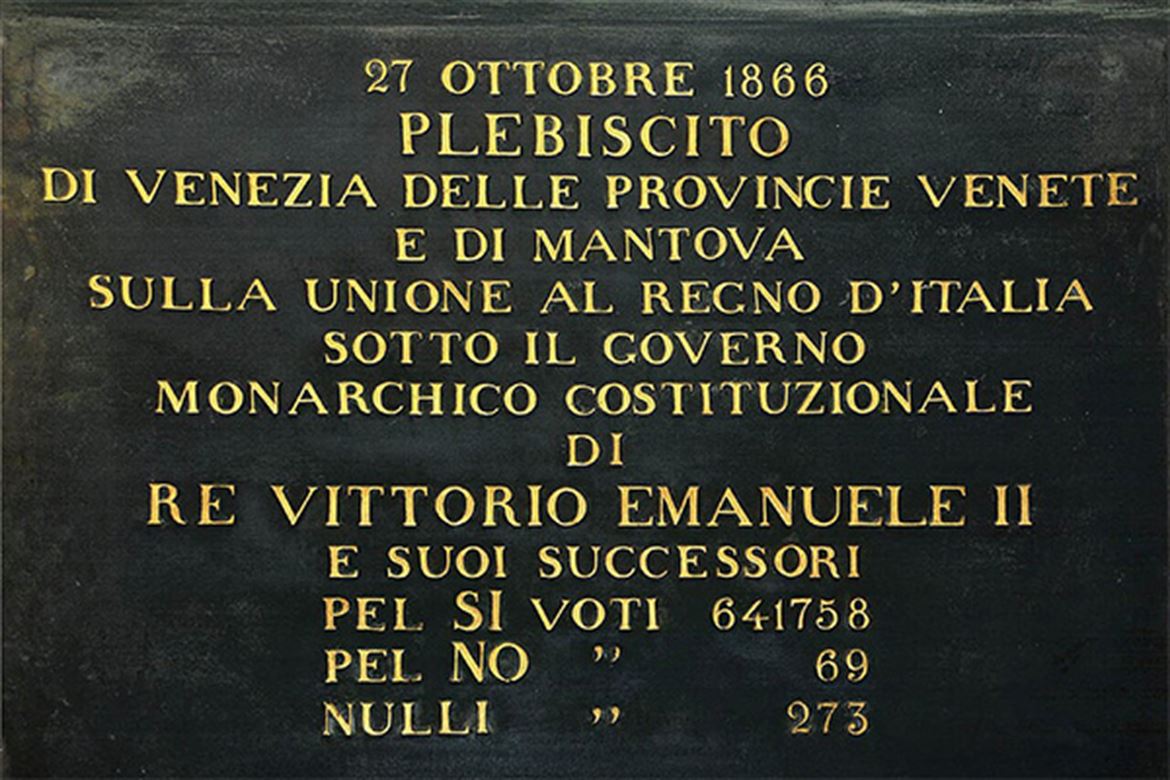 27 OTTOBRE 1866
PLEBISCITO
DI VENEZIA DELLE PROVINCIE VENETE
E DI MANTOVA
SULLA UNIONE AL REGNO D'ITALIA
SOTTO IL GOVERNO
MONARCHICO COSTITUZIONALE
DI
RE VITTORIO EMANUELE II
E SUOI SUCCESSORI
PEL SI VOTI 641758
PEL NO " 69
NULLI " 273